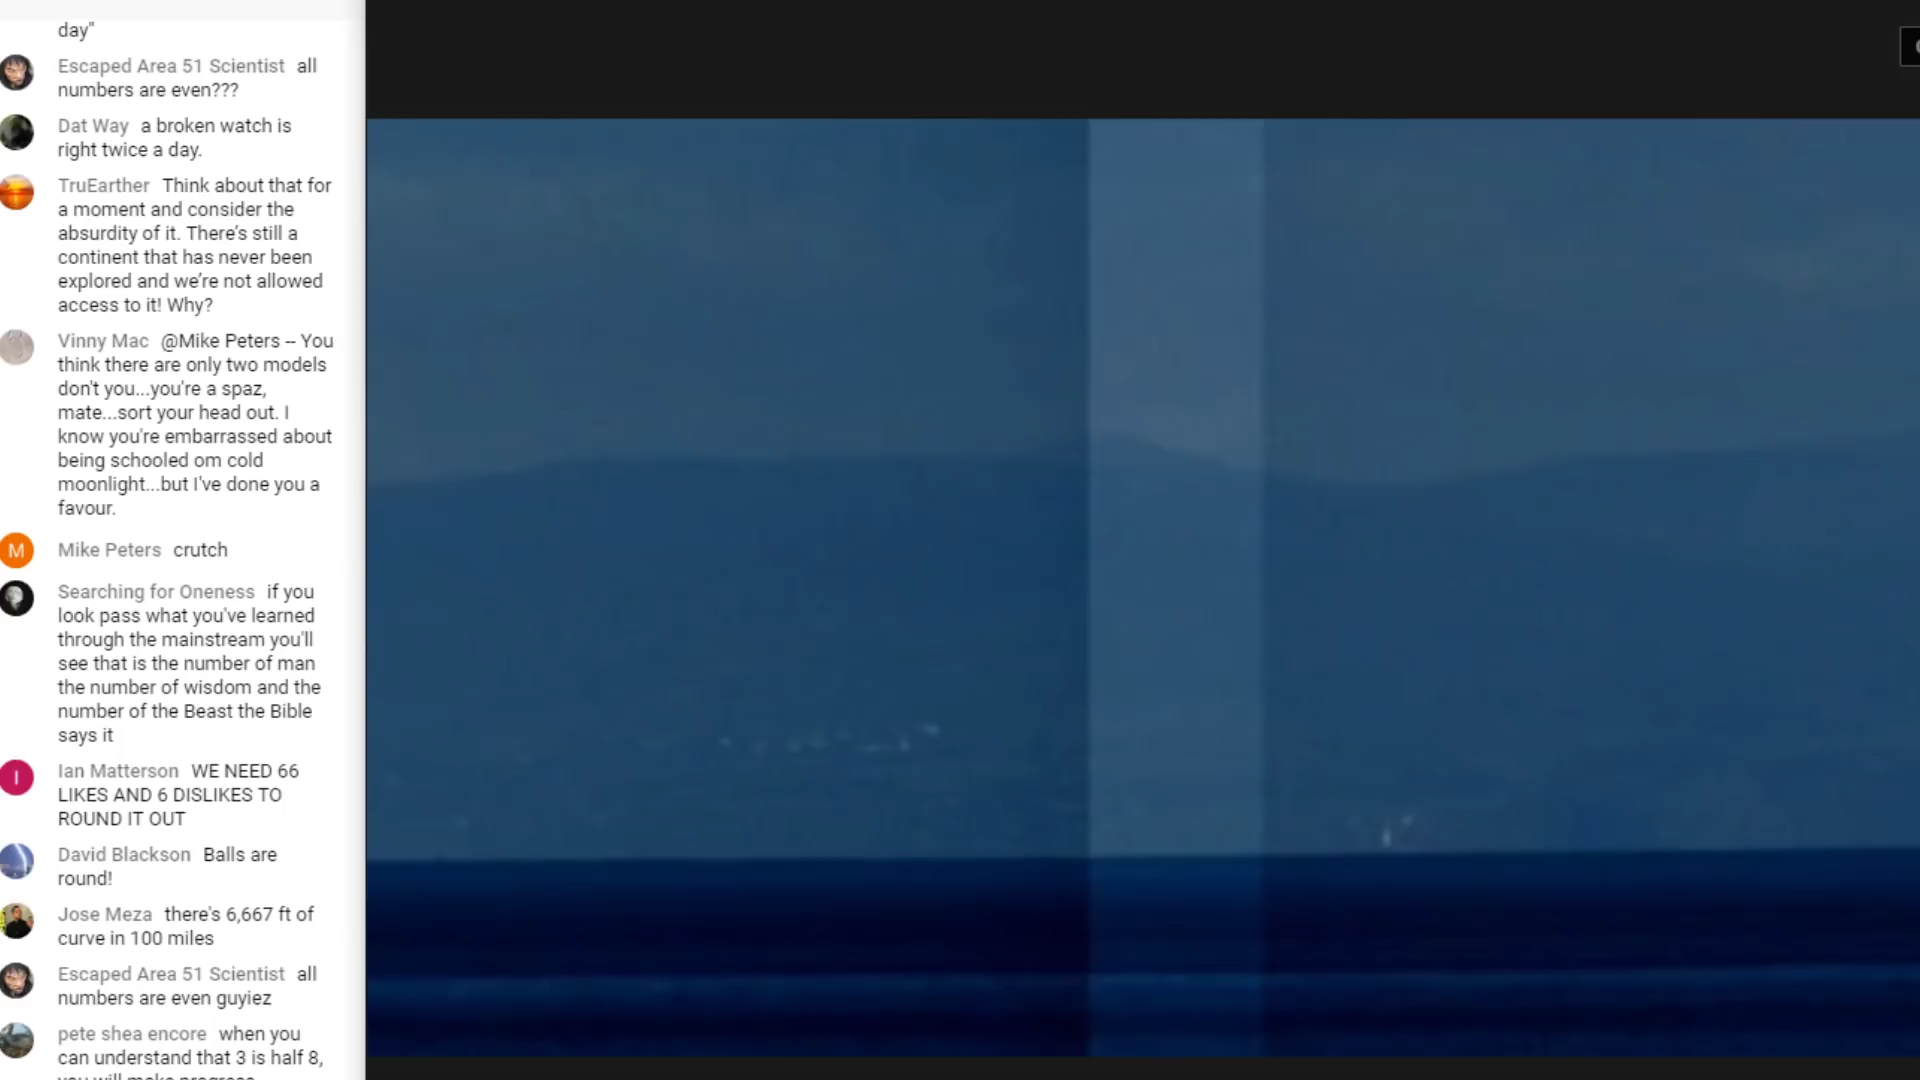 day"
Escaped Area 51 Scientist all
numbers are even???
Dat Way a broken watch is
right twice a day.
TruEarther Think about that for
a moment and consider the
absurdity of it. There's still a
continent that has never been
explored and we're not allowed
access to it! Why?
Vinny Mac @Mike Peters -- You
think there are only two models
don't you...you're a spaz,
mate...sort your head out. I
know you're embarrassed about
being schooled om cold
moonlight...but I've done you a
favour.
M
Mike Peters crutch
Searching for Oneness if you
look pass what you've learned
through the mainstream you'll
see that is the number of man
the number of wisdom and the
number of the Beast the Bible
says it
I
Ian Matterson WE NEED 66
LIKES AND 6 DISLIKES TO
ROUND IT OUT
David Blackson Balls are
round!
Jose Meza there's 6,667 ft of
curve in 100 miles
Escaped Area 51 Scientist all
numbers are even guyiez
pete shea encore when you
can understand that 3 is half 8,
you will make progress